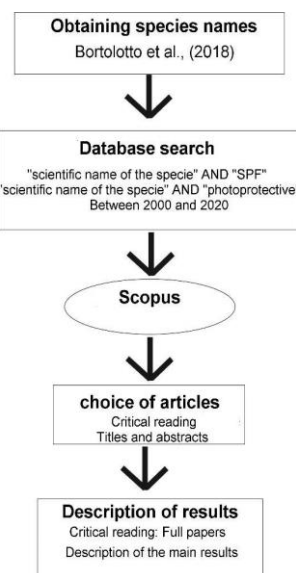 Obtaining species names
Bortolotto et al., (2018)
Database search
"scientific name of the specie" AND "SPF"
"scientific name of the specie" AND "photoprotective
Between 2000 and 2020
Scopus
choice of articles
Critical reading
Titles and abstracts
Description of results
Critical reading: Full papers
Description of the main results